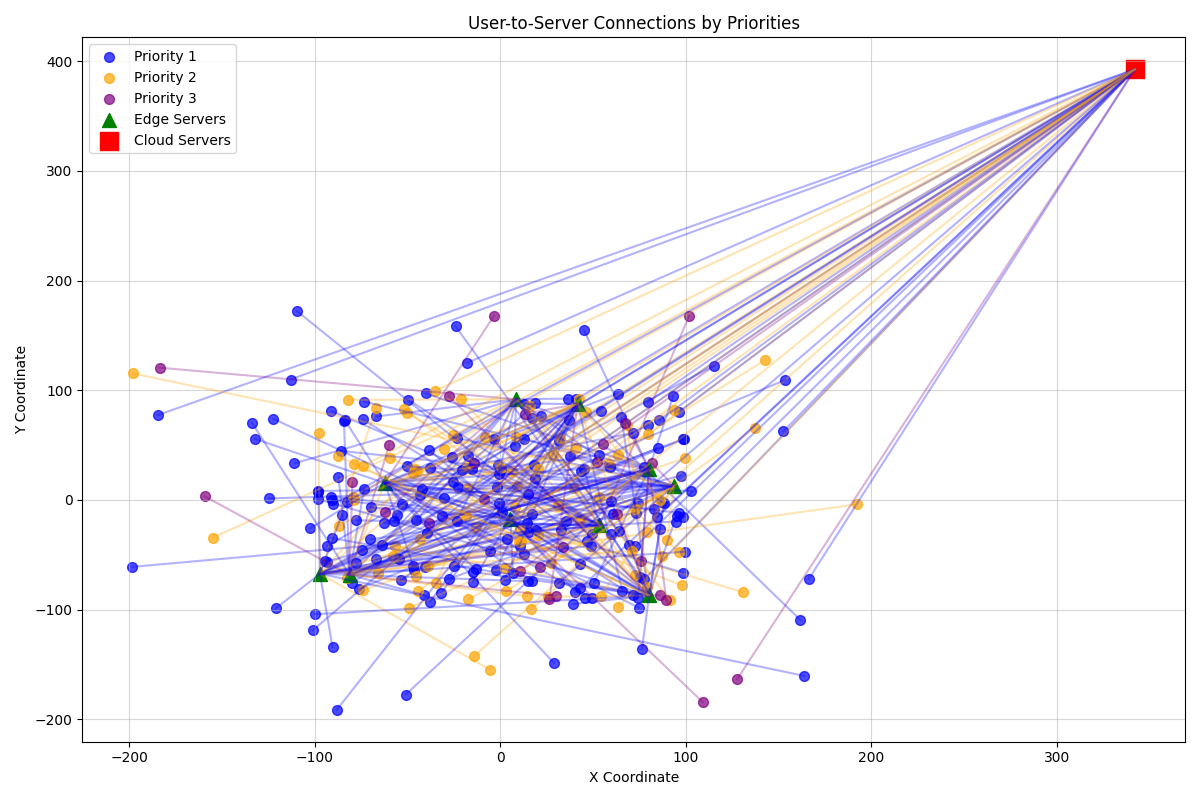 User-to-Server Connections by Priorities
Priority 1
Priority 2
Priority 3
Edge Servers
Cloud Servers
400
300
200
100
0
−100
−200
Y Coordinate
−200
−100
0
100
200
300
X Coordinate